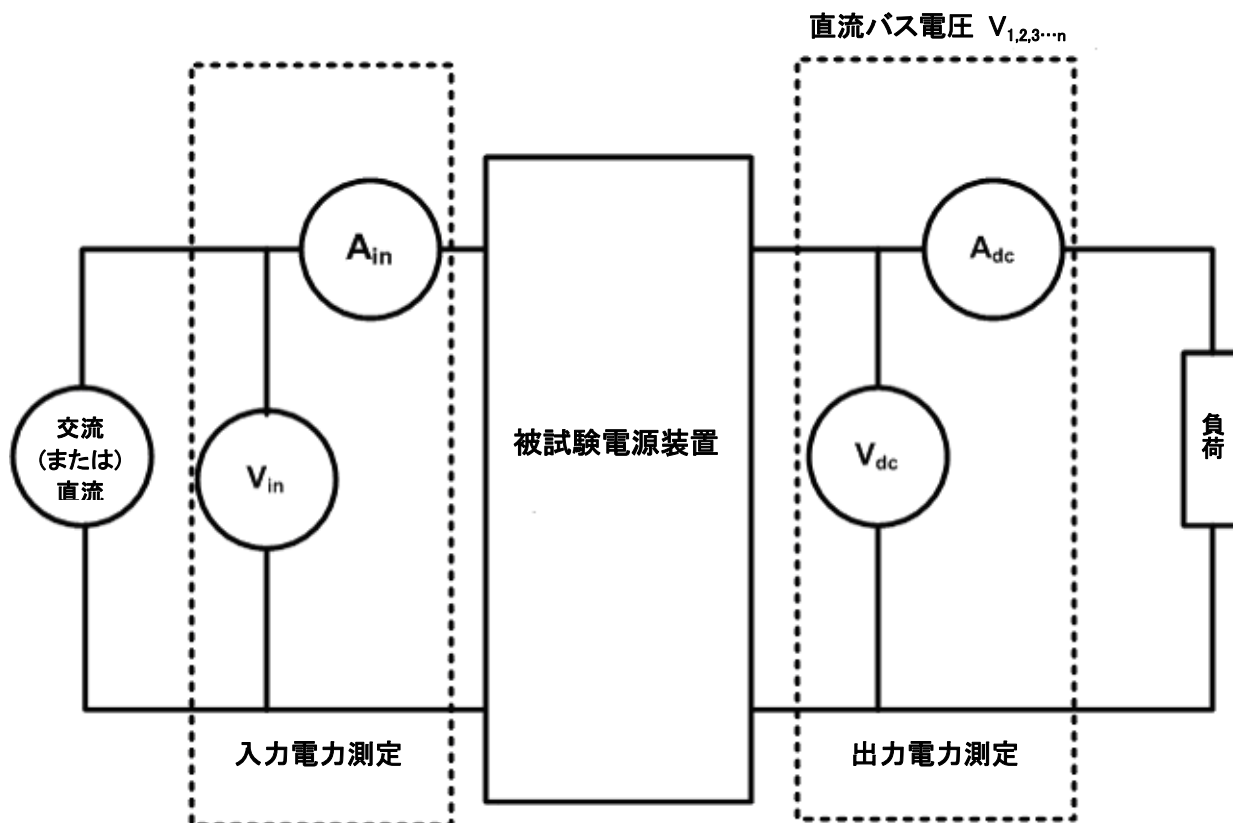 直流バス電圧 V1,2,3…n
Ain
Adc
交流
(または)
直流
Vin
被試験電源装置
Vdc
負
荷
入力電力測定
出力電力測定